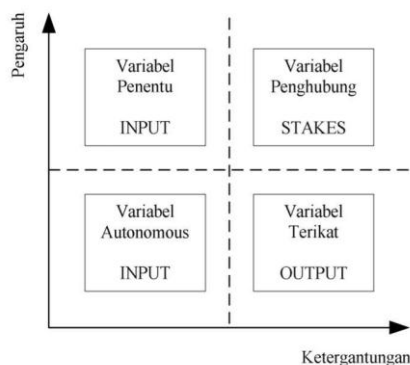 Pengaruh
Variabel
Penentu
INPUT
Variabel
Penghubung
STAKES
Variabel
Autonomous
INPUT
Variabel
Terikat
OUTPUT
Ketergantungan